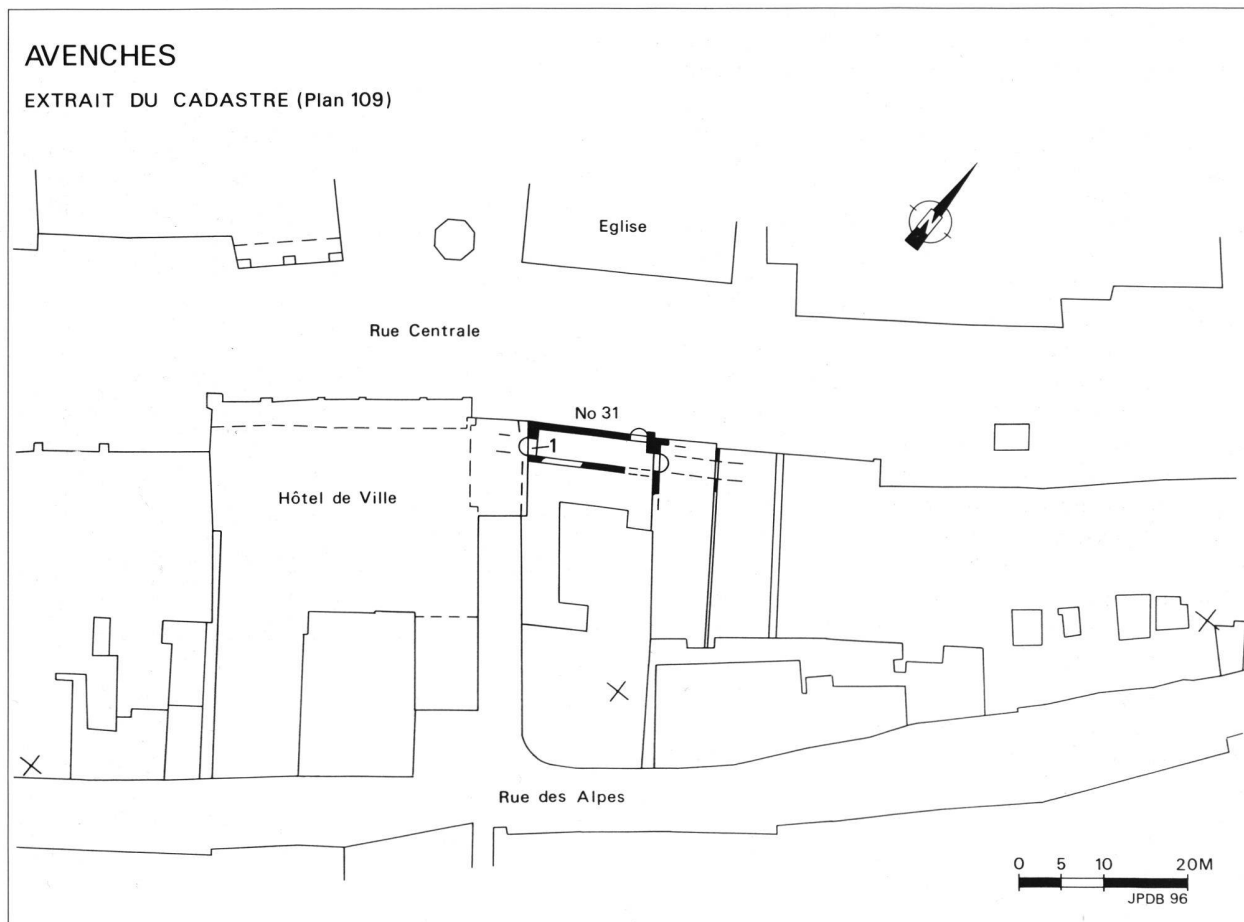 AVENCHES
EXTRAIT DU CADASTRE (Plan 109)
Eglise
N
Rue Centrale
No 31
1
Hôtel de Ville
Rue des Alpes
0 5 10 20M
JPDB 96